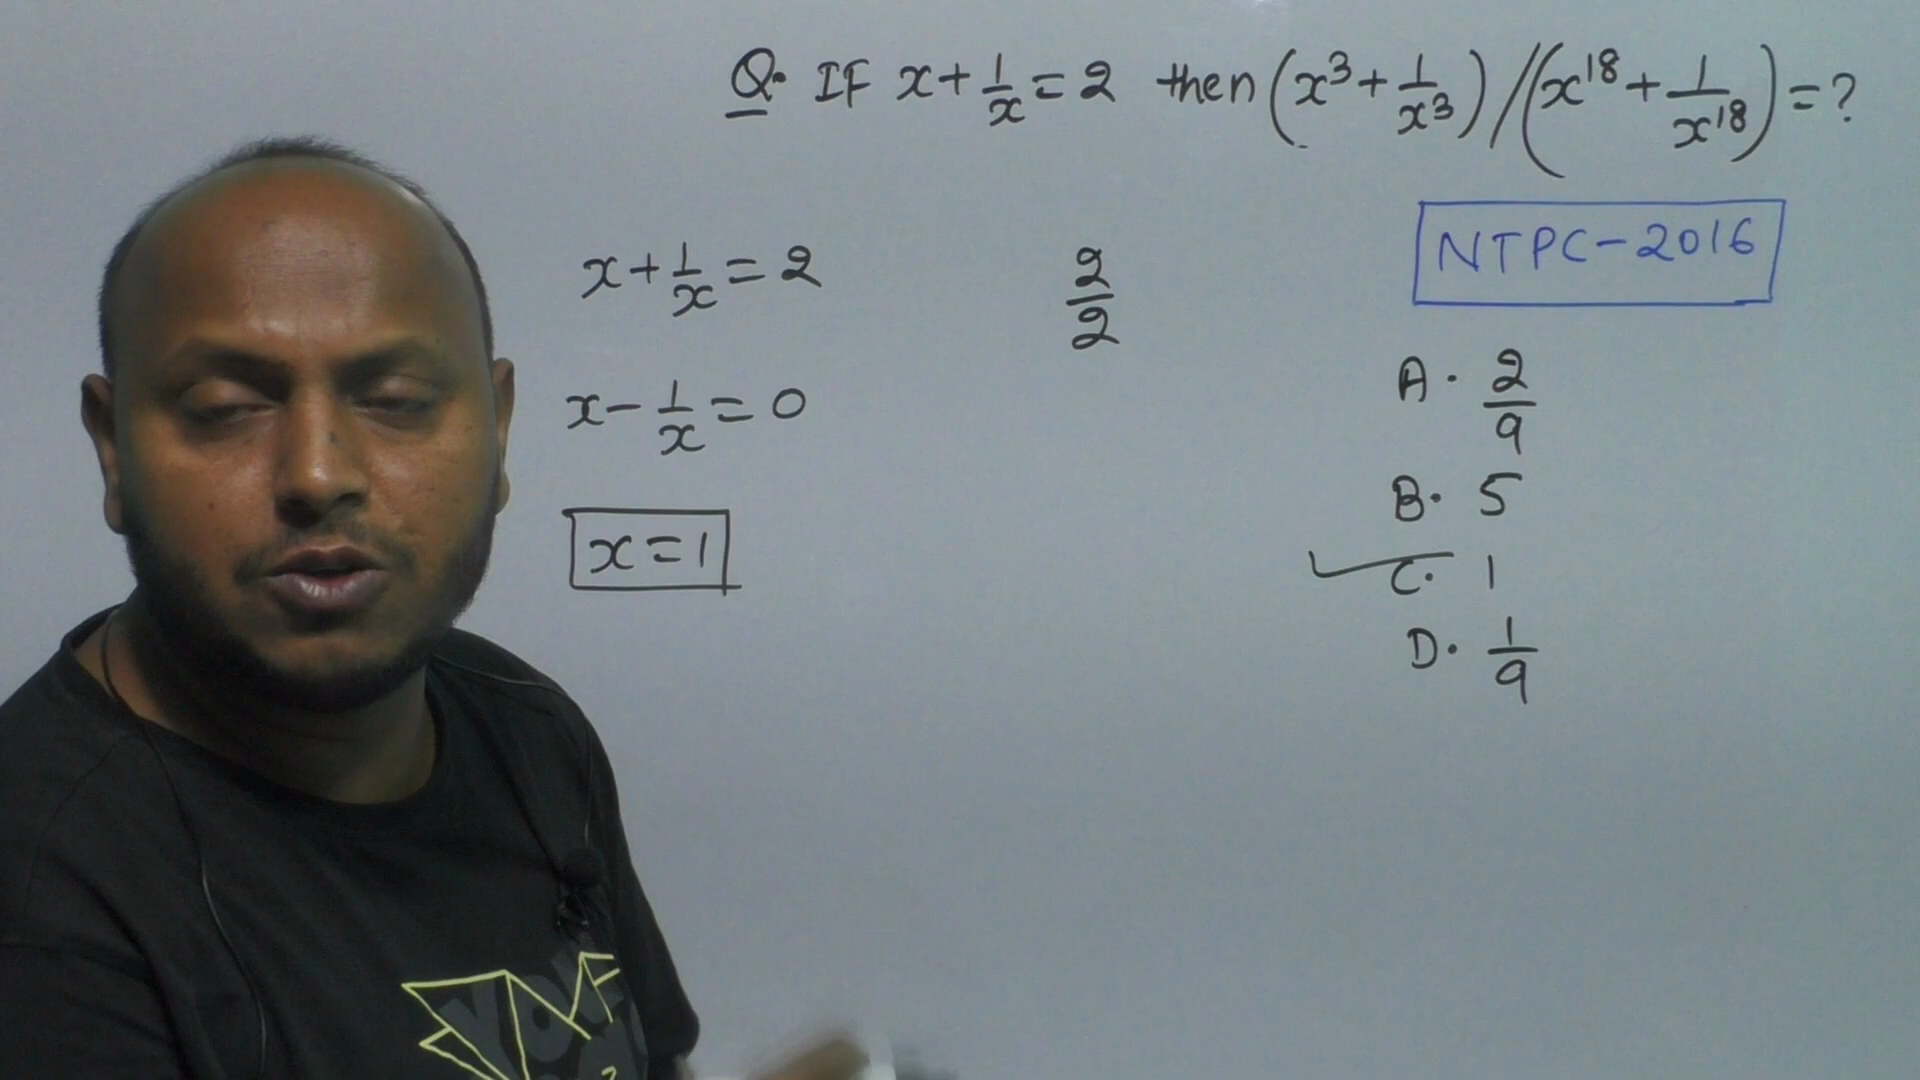 Q. IF x + 1/x = 2 then (x³ + 1/x³) / (x¹⁸ + 1/x¹⁸) = ?
NTPC-2016
x + 1/x = 2
2/2
x - 1/x = 0
x = 1
A. 2/9
B. 5
C. 1
D. 1/9
YOU